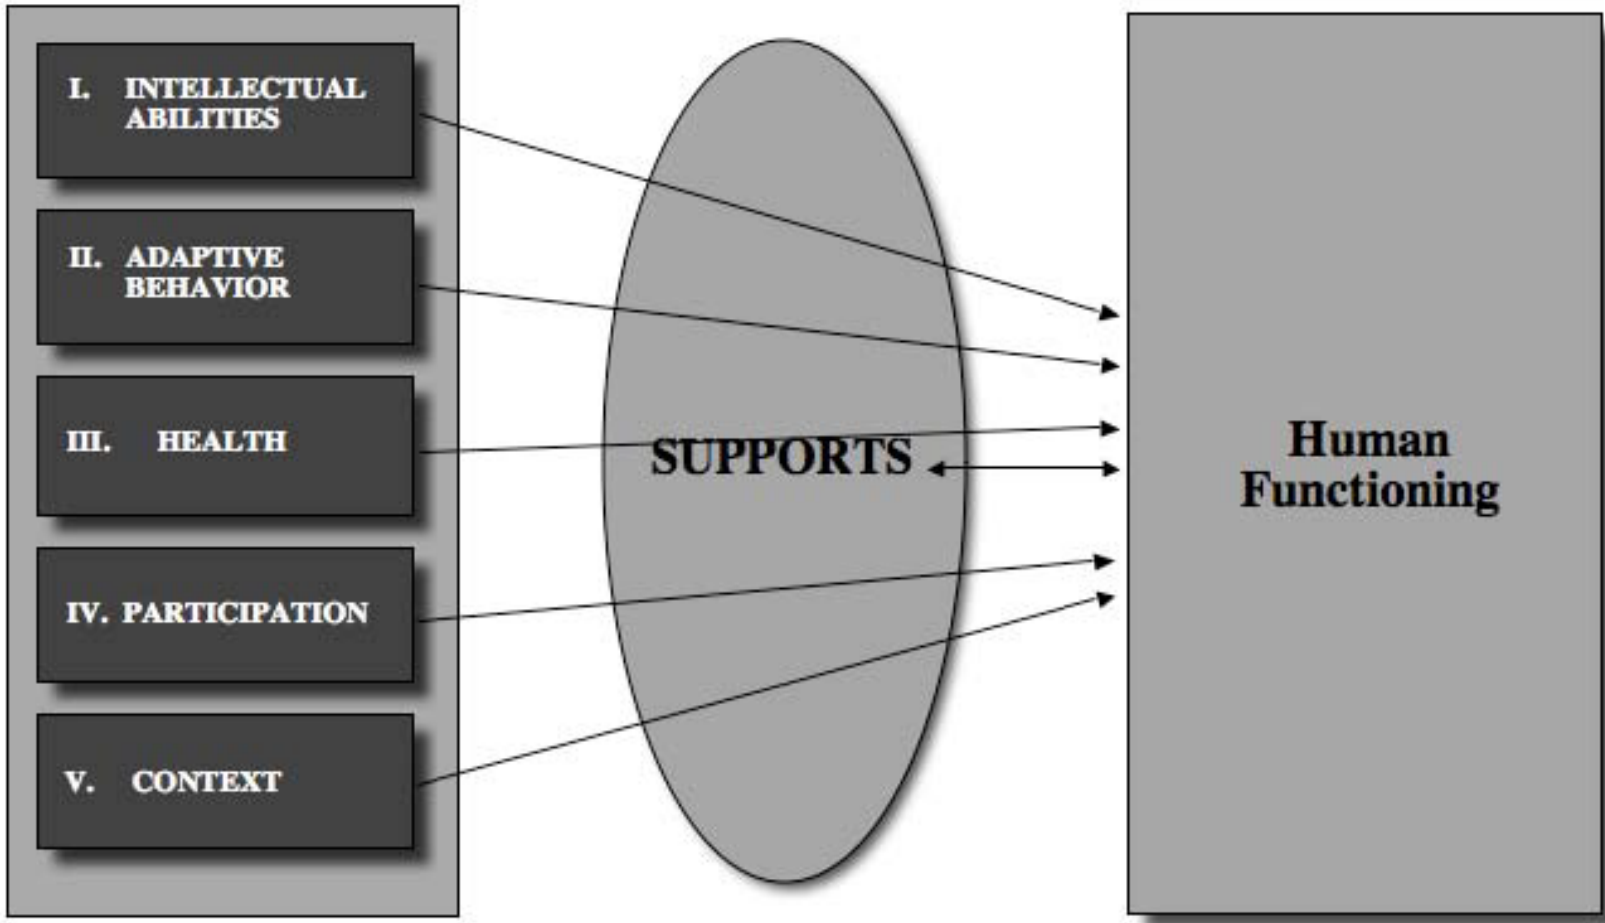 I. INTELLECTUAL
ABILITIES
II. ADAPTIVE
BEHAVIOR
III. HEALTH
IV. PARTICIPATION
V. CONTEXT
SUPPORTS
Human
Functioning